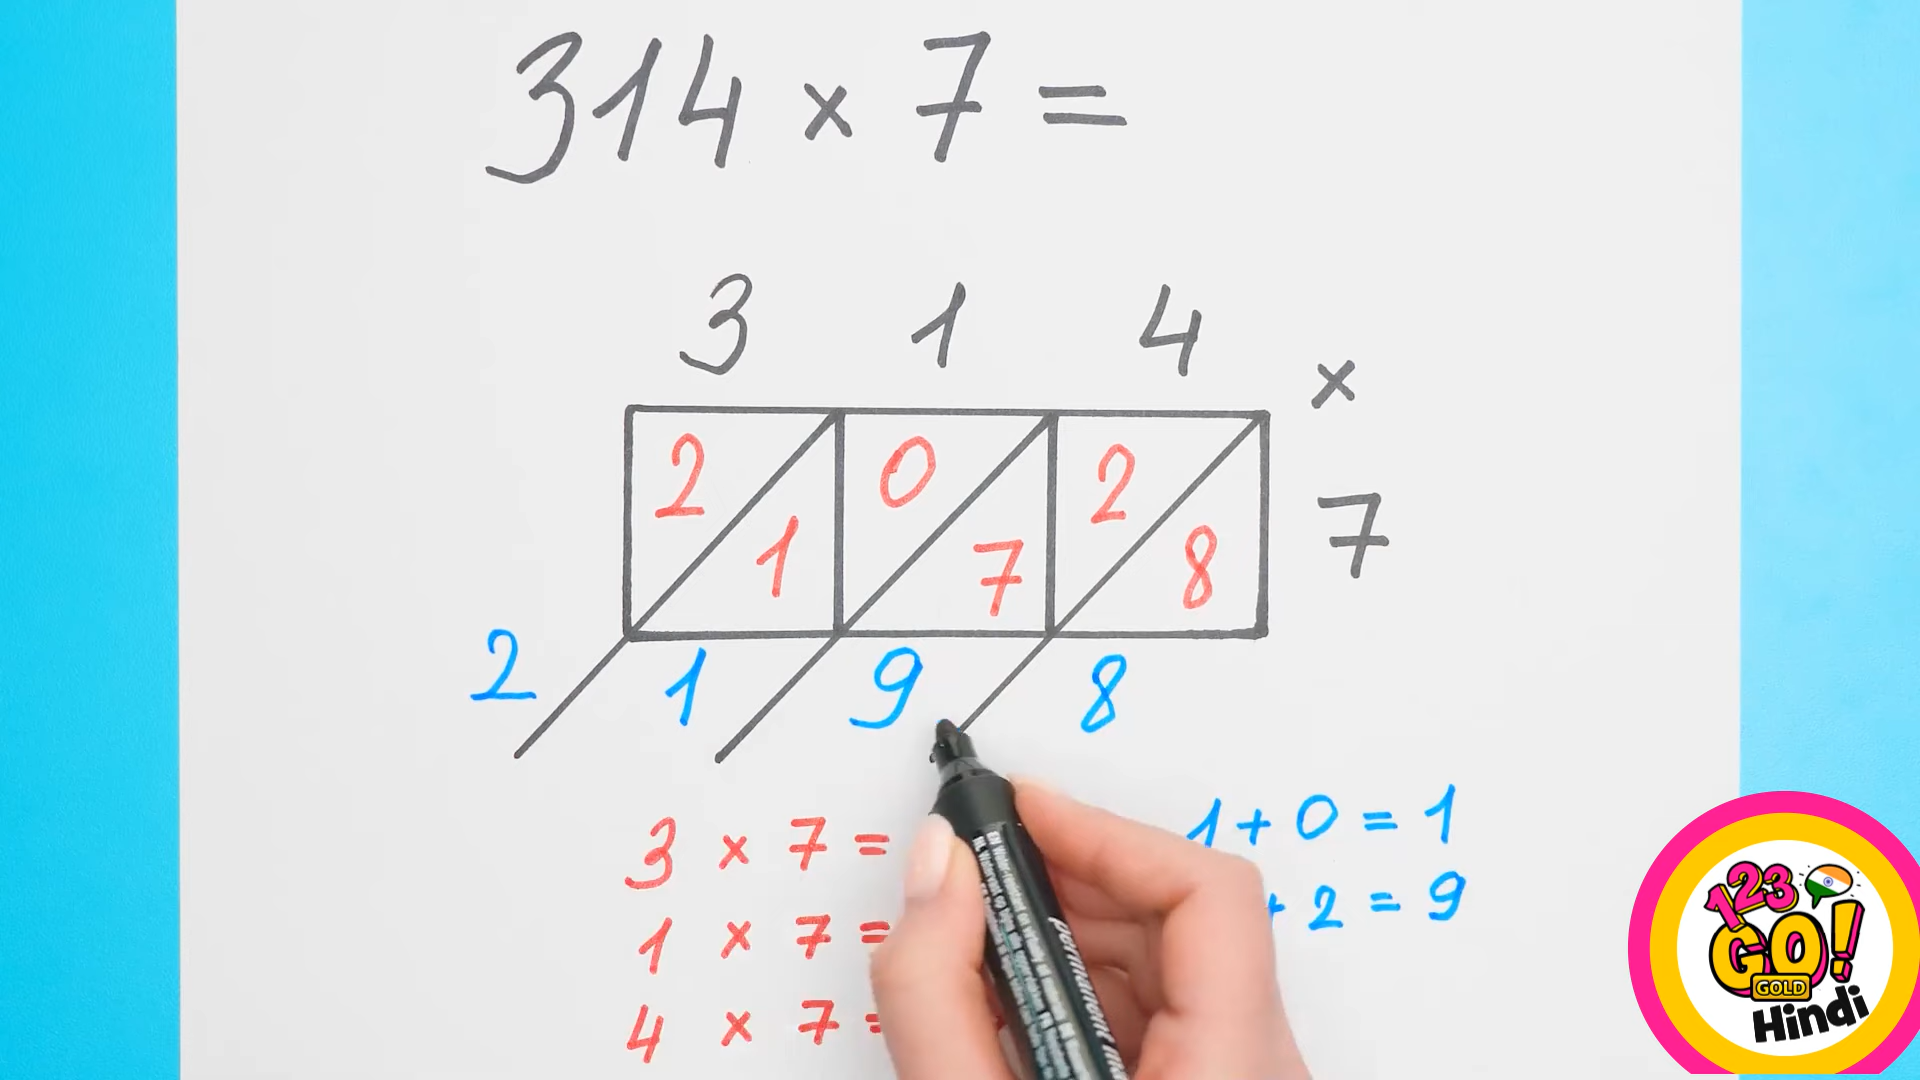 314 × 7 =
3 1 4 ×
2 0 2 7
1 7 8
2 1 9 8
3 × 7 =
1 × 7 =
4 × 7 =
1 + 0 = 1
+ 2 = 9
permanent
123
GO!
GOLD
Hindi